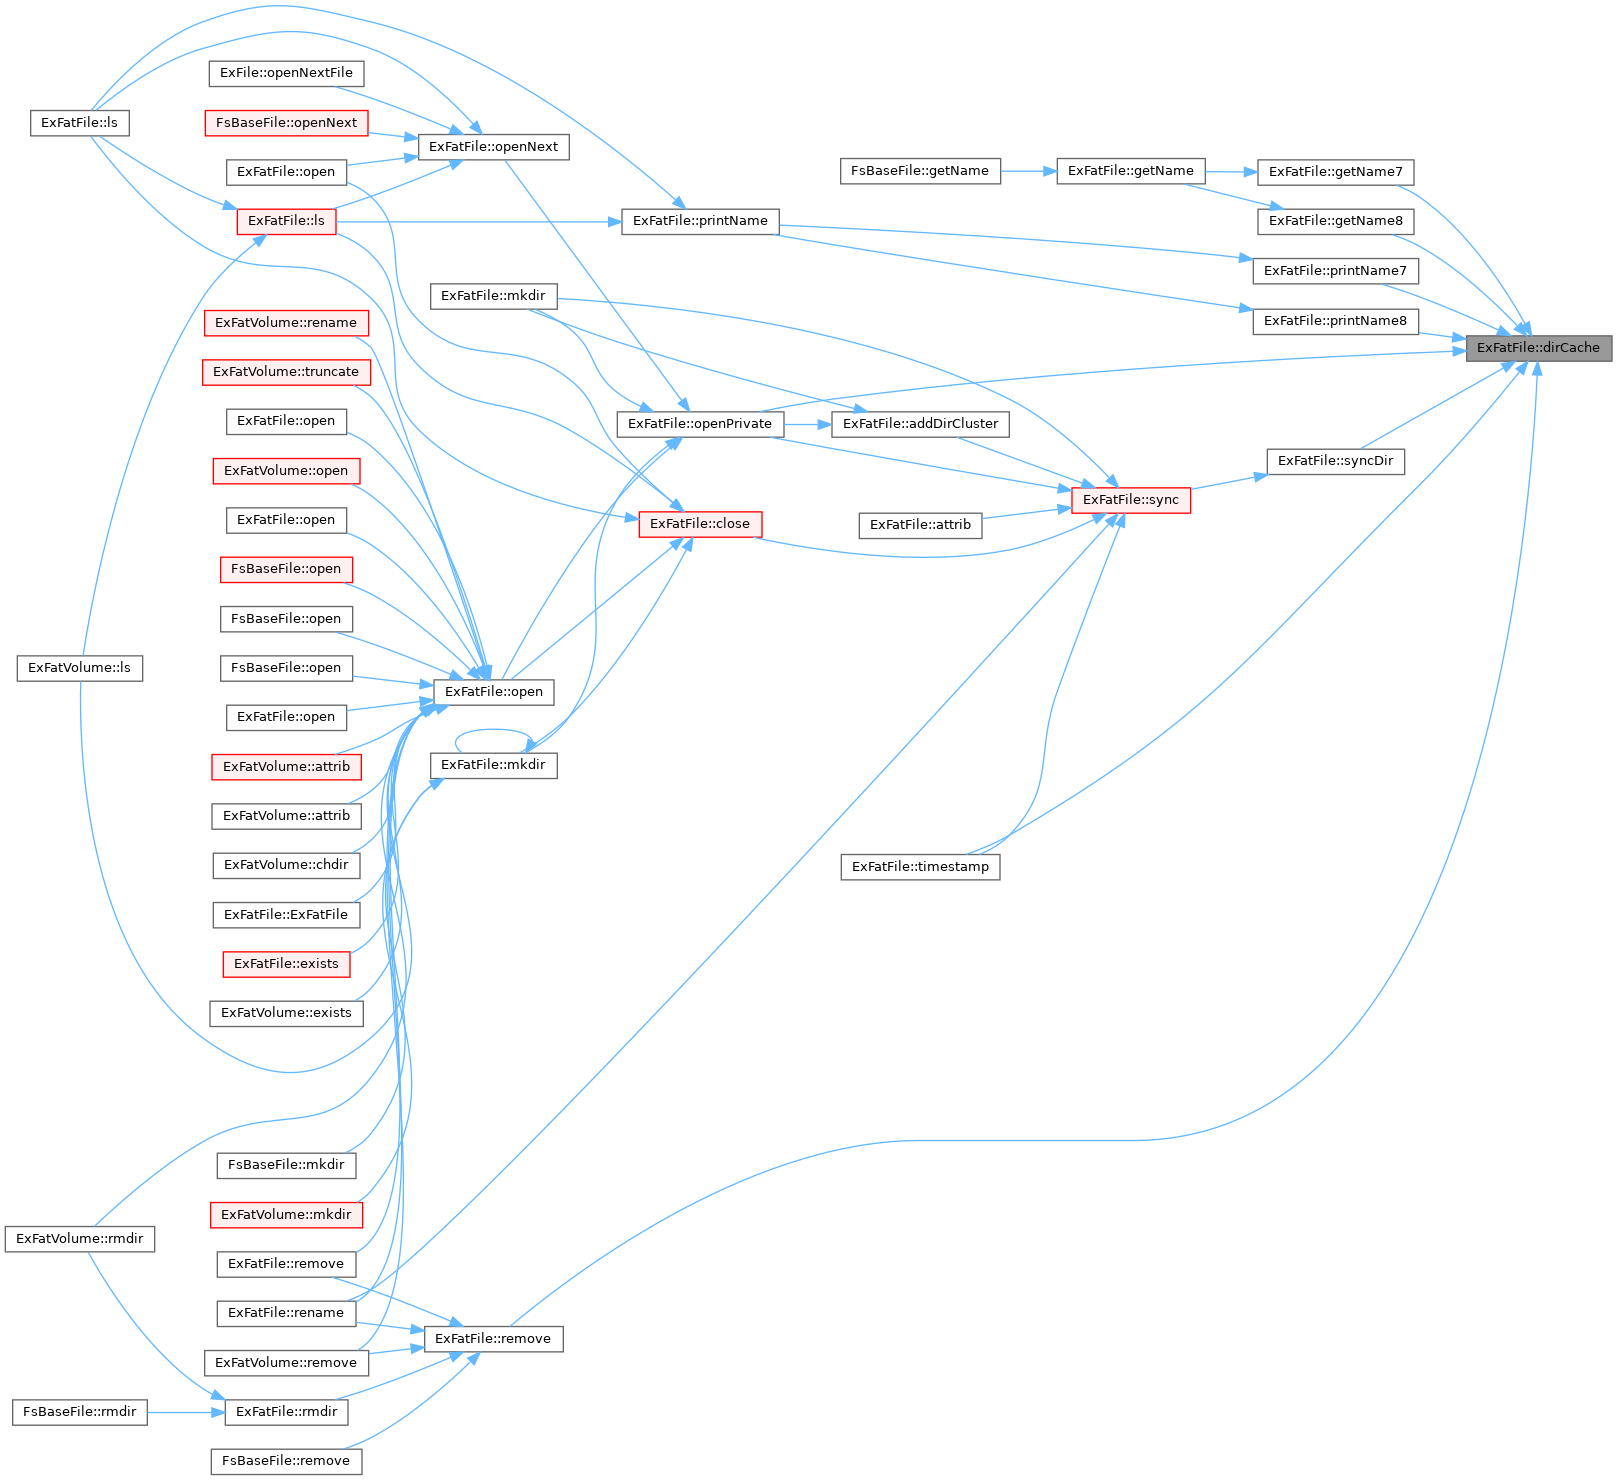 ExFile::openNextFile
ExFatFile::ls
FsBaseFile::openNext
ExFatFile::openNext
ExFatFile::open
FsBaseFile::getName
ExFatFile::getName
ExFatFile::getName7
ExFatFile::ls
ExFatFile::printName
ExFatFile::getName8
ExFatFile::printName7
ExFatFile::mkdir
ExFatVolume::rename
ExFatFile::printName8
ExFatFile::dirCache
ExFatVolume::truncate
ExFatFile::open
ExFatFile::openPrivate
ExFatFile::addDirCluster
ExFatVolume::open
ExFatFile::syncDir
ExFatFile::sync
ExFatFile::open
ExFatFile::close
ExFatFile::attrib
FsBaseFile::open
FsBaseFile::open
ExFatVolume::ls
FsBaseFile::open
ExFatFile::open
ExFatFile::open
ExFatVolume::attrib
ExFatFile::mkdir
ExFatVolume::attrib
ExFatVolume::chdir
ExFatFile::timestamp
ExFatFile::ExFatFile
ExFatFile::exists
ExFatVolume::exists
FsBaseFile::mkdir
ExFatVolume::mkdir
ExFatVolume::rmdir
ExFatFile::remove
ExFatFile::rename
ExFatFile::remove
ExFatVolume::remove
FsBaseFile::rmdir
ExFatFile::rmdir
FsBaseFile::remove